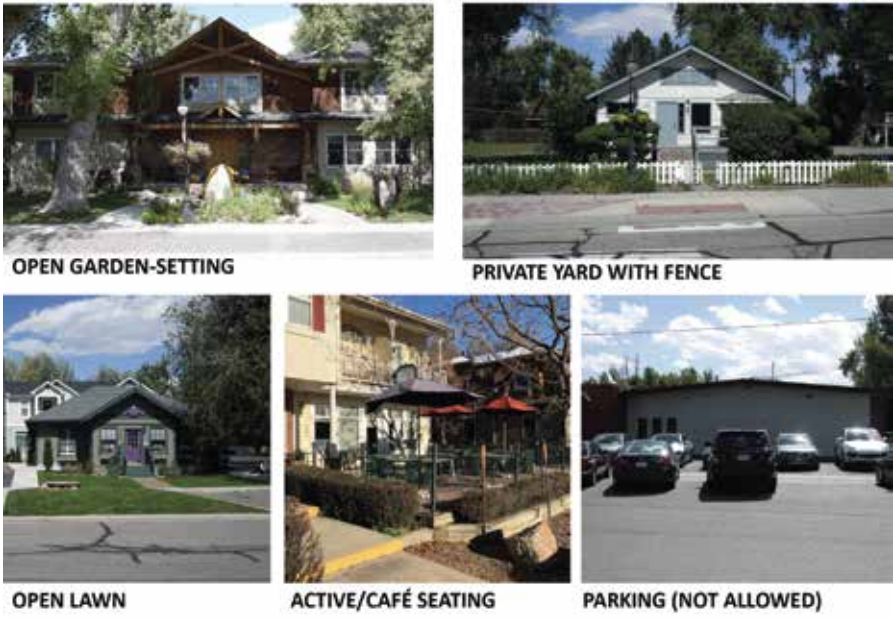 OPEN GARDEN-SETTING
PRIVATE YARD WITH FENCE
OPEN LAWN
ACTIVE/CAFÉ SEATING
PARKING (NOT ALLOWED)